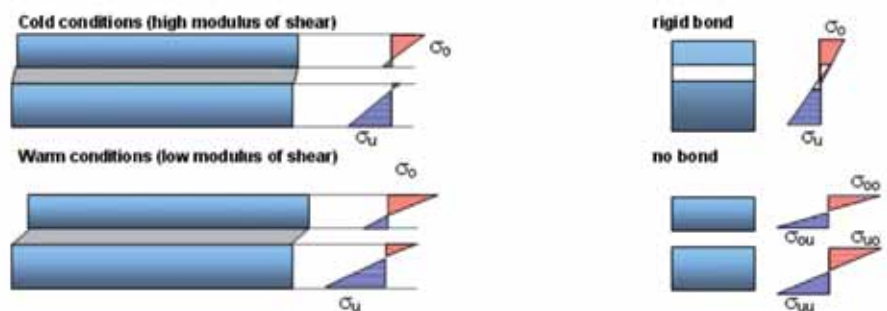 Cold conditions (high modulus of shear)
σo
σu
Warm conditions (low modulus of shear)
σo
σu
rigid bond
σo
σu
no bond
σoo
σou
σuo
σuu